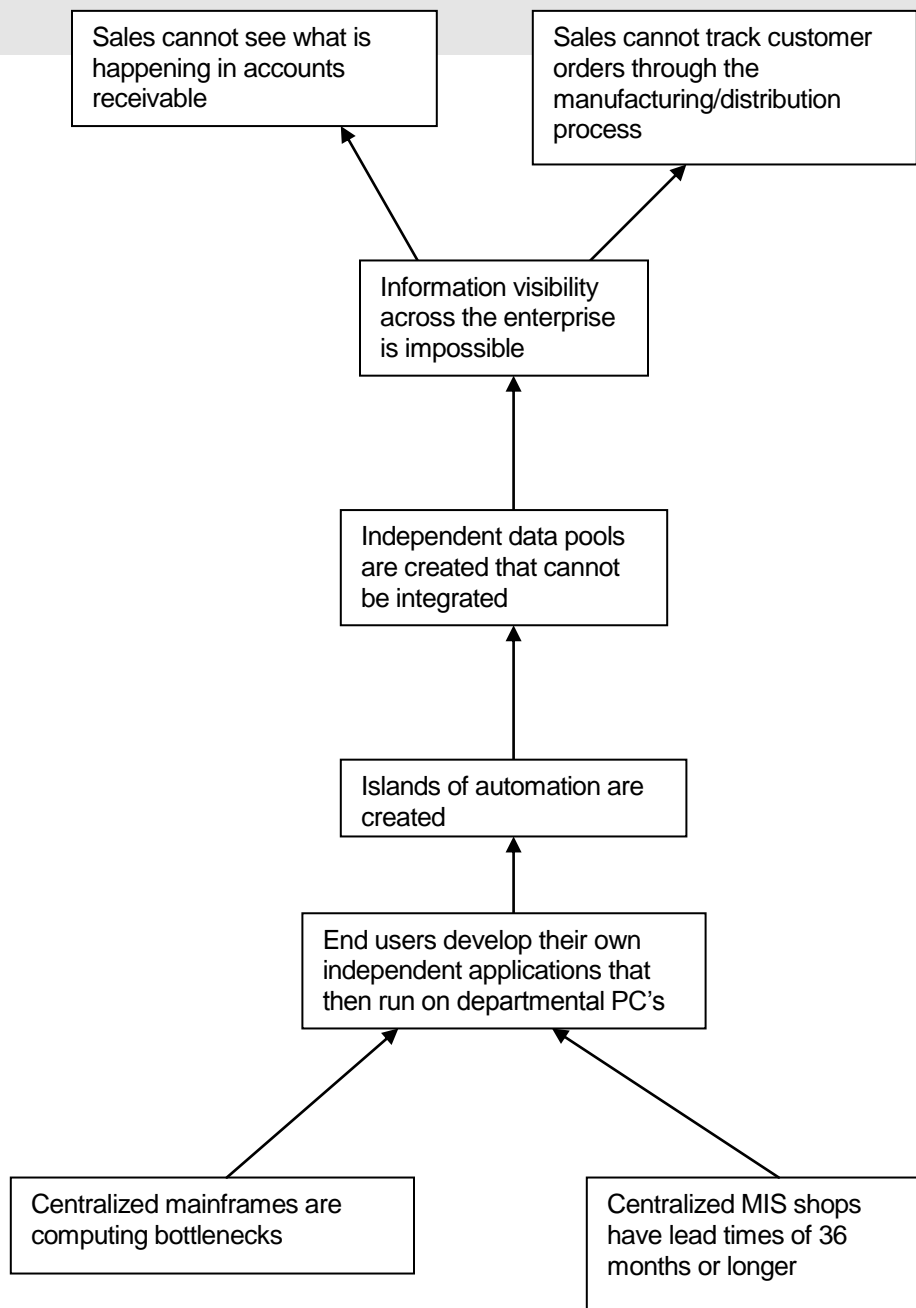 Sales cannot see what is
happening in accounts
receivable
Sales cannot track customer
orders through the
manufacturing/distribution
process
Information visibility
across the enterprise
is impossible
Independent data pools
are created that cannot
be integrated
Islands of automation are
created
End users develop their own
independent applications that
then run on departmental PC’s
Centralized mainframes are
computing bottlenecks
Centralized MIS shops
have lead times of 36
months or longer